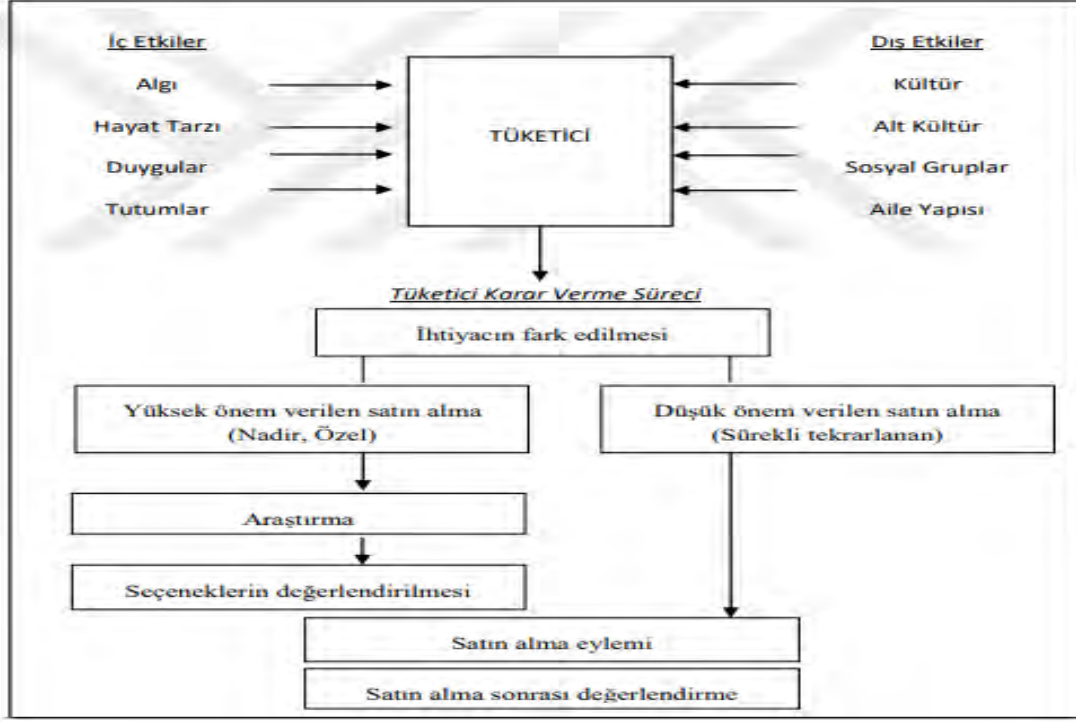 İç Etkiler
Algı
Hayat Tarzı
Duygular
Tutumlar
TÜKETİCİ
Dış Etkiler
Kültür
Alt Kültür
Sosyal Gruplar
Aile Yapısı
Tüketici Karar Verme Süreci
İhtiyacın fark edilmesi
Yüksek önem verilen satın alma
(Nadir, Özel)
Düşük önem verilen satın alma
(Sürekli tekrarlanan)
Araştırma
Seçeneklerin değerlendirilmesi
Satın alma eylemi
Satın alma sonrası değerlendirme